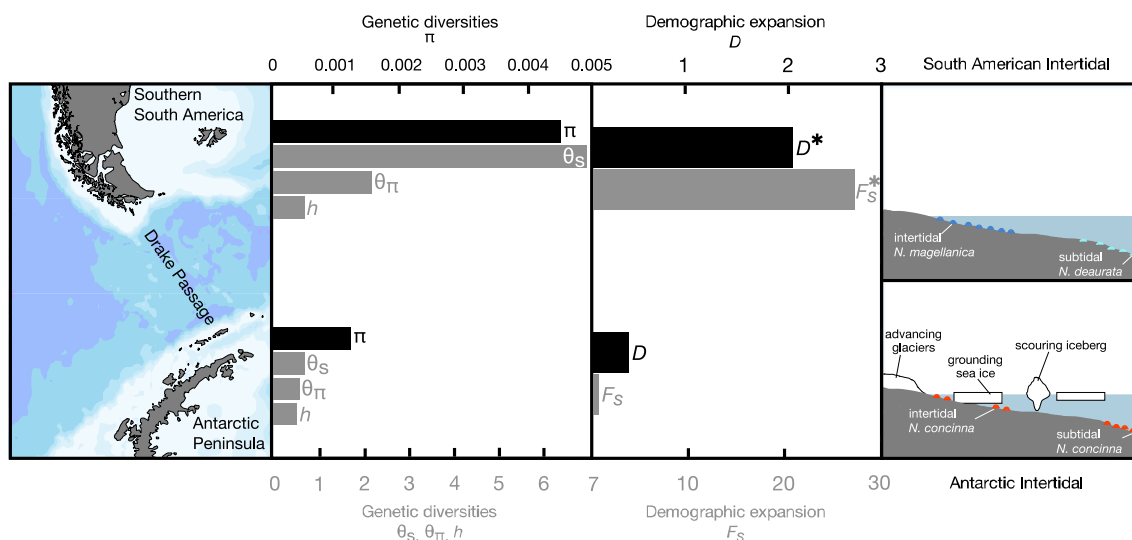 Genetic diversities
π
Demographic expansion
D
0 0.001 0.002 0.003 0.004 0.005 1 2 3
South American Intertidal
Southern
South America
Drake Passage
Antarctic
Peninsula
π
θS
θπ
h
D*
FS*
intertidal
N. magellanica
subtidal
N. deaurata
π
θS
θπ
h
D
FS
advancing
glaciers
grounding
sea ice
scouring iceberg
intertidal
N. concinna
subtidal
N. concinna
0 1 2 3 4 5 6 7 10 20 30
Antarctic Intertidal
Genetic diversities
θS, θπ, h
Demographic expansion
FS